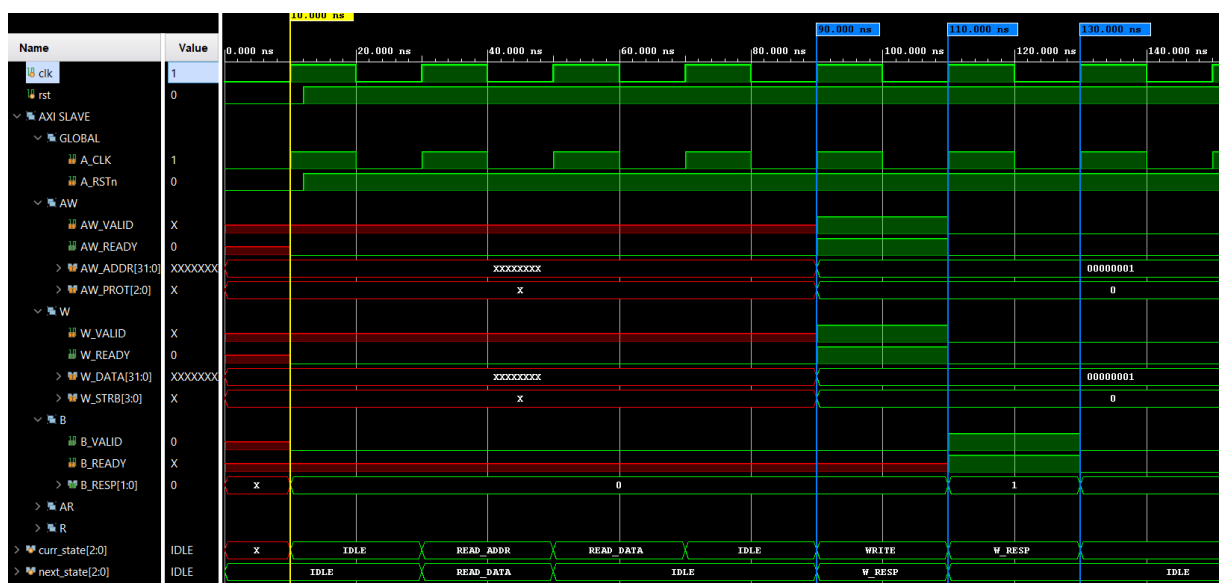 10.000 ns
90.000 ns 110.000 ns 130.000 ns
Name Value 0.000 ns 20.000 ns 40.000 ns 60.000 ns 80.000 ns 100.000 ns 120.000 ns 140.000 ns
clk 1
rst 0
AXI SLAVE
GLOBAL
A_CLK 1
A_RSTn 0
AW
AW_VALID X
AW_READY 0
AW_ADDR[31:0] XXXXXXXX XXXXXXXX 00000001
AW_PROT[2:0] X X 0
W
W_VALID X
W_READY 0
W_DATA[31:0] XXXXXXXX XXXXXXXX 00000001
W_STRB[3:0] X X 0
B
B_VALID 0
B_READY X
B_RESP[1:0] 0 X 0 1
AR
R
curr_state[2:0] IDLE X IDLE READ_ADDR READ_DATA IDLE WRITE W_RESP
next_state[2:0] IDLE IDLE READ_DATA IDLE W_RESP IDLE